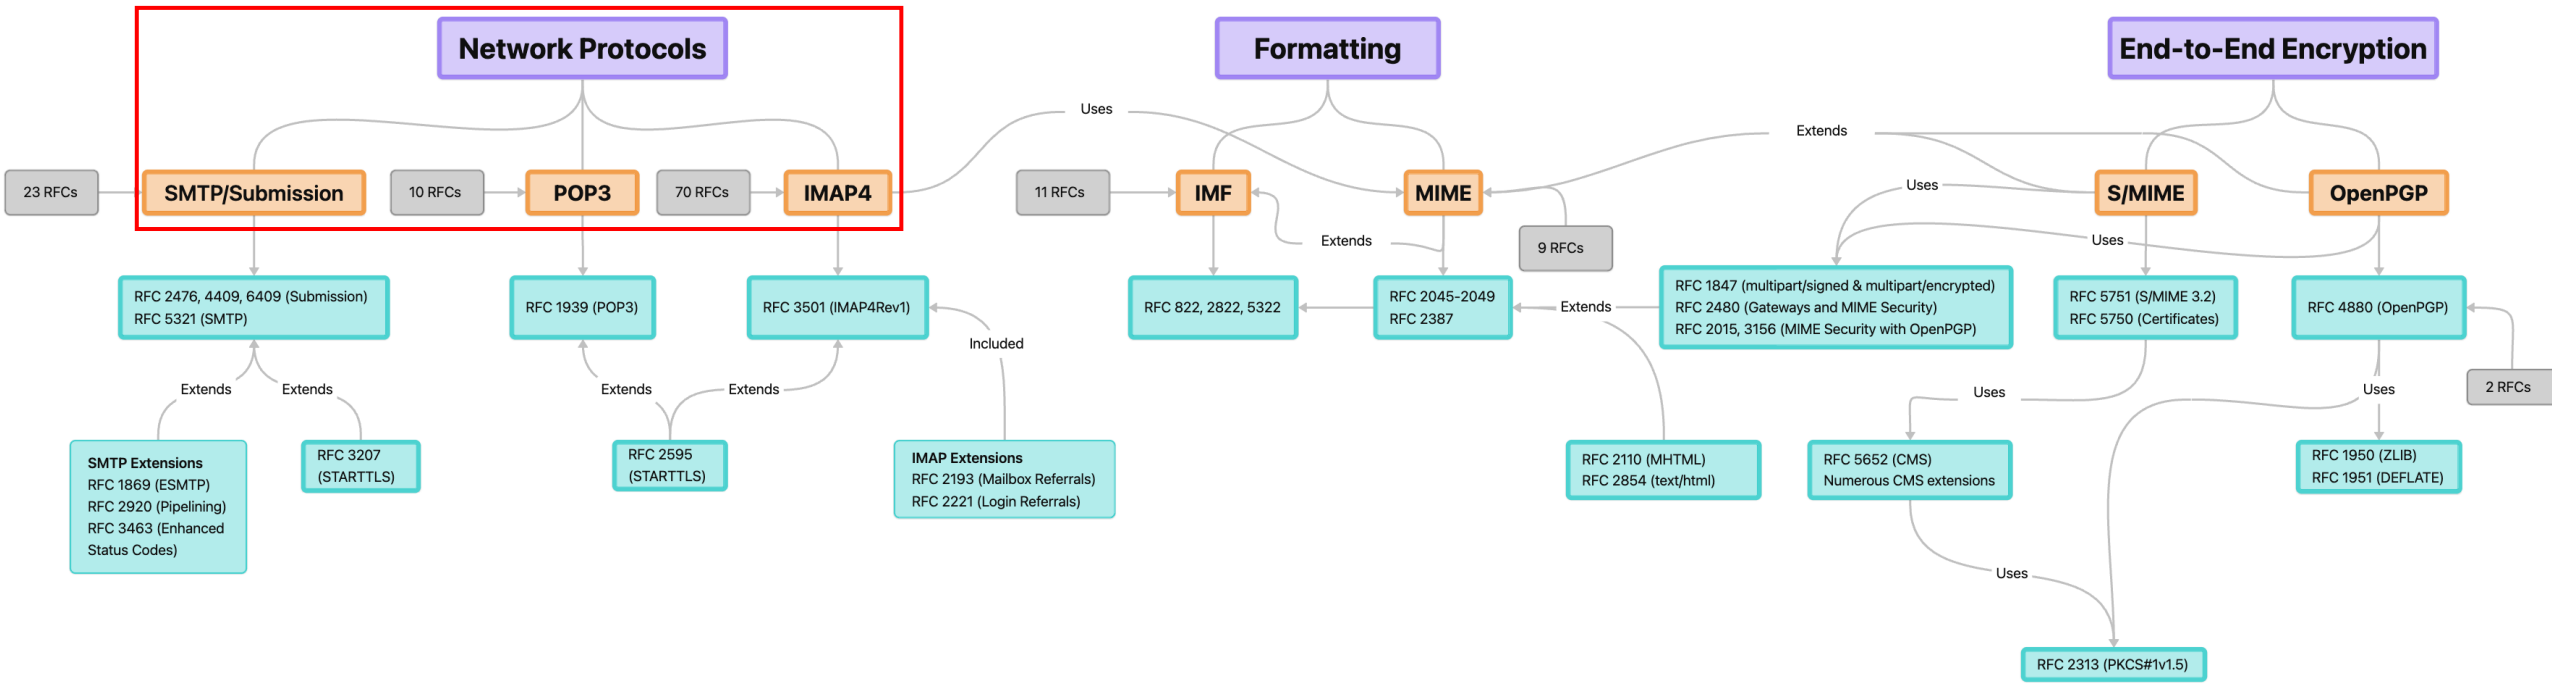 Network Protocols
Formatting
End-to-End Encryption
Uses
Extends
23 RFCs
SMTP/Submission
10 RFCs
POP3
70 RFCs
IMAP4
11 RFCs
IMF
MIME
Uses
S/MIME
OpenPGP
Extends
9 RFCs
Uses
RFC 2476, 4409, 6409 (Submission)
RFC 5321 (SMTP)
RFC 1939 (POP3)
RFC 3501 (IMAP4Rev1)
RFC 822, 2822, 5322
RFC 2045-2049
RFC 2387
Extends
RFC 1847 (multipart/signed & multipart/encrypted)
RFC 2480 (Gateways and MIME Security)
RFC 2015, 3156 (MIME Security with OpenPGP)
RFC 5751 (S/MIME 3.2)
RFC 5750 (Certificates)
RFC 4880 (OpenPGP)
Included
Extends
Extends
Extends
Extends
Uses
Uses
2 RFCs
SMTP Extensions
RFC 1869 (ESMTP)
RFC 2920 (Pipelining)
RFC 3463 (Enhanced
Status Codes)
RFC 3207
(STARTTLS)
RFC 2595
(STARTTLS)
IMAP Extensions
RFC 2193 (Mailbox Referrals)
RFC 2221 (Login Referrals)
RFC 2110 (MHTML)
RFC 2854 (text/html)
RFC 5652 (CMS)
Numerous CMS extensions
RFC 1950 (ZLIB)
RFC 1951 (DEFLATE)
Uses
RFC 2313 (PKCS#1v1.5)